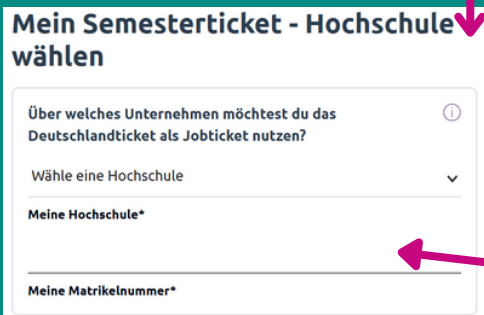 Mein Semesterticket - Hochschule
wählen
Über welches Unternehmen möchtest du das
Deutschlandticket als Jobticket nutzen?
Wähle eine Hochschule
Meine Hochschule*
Meine Matrikelnummer*